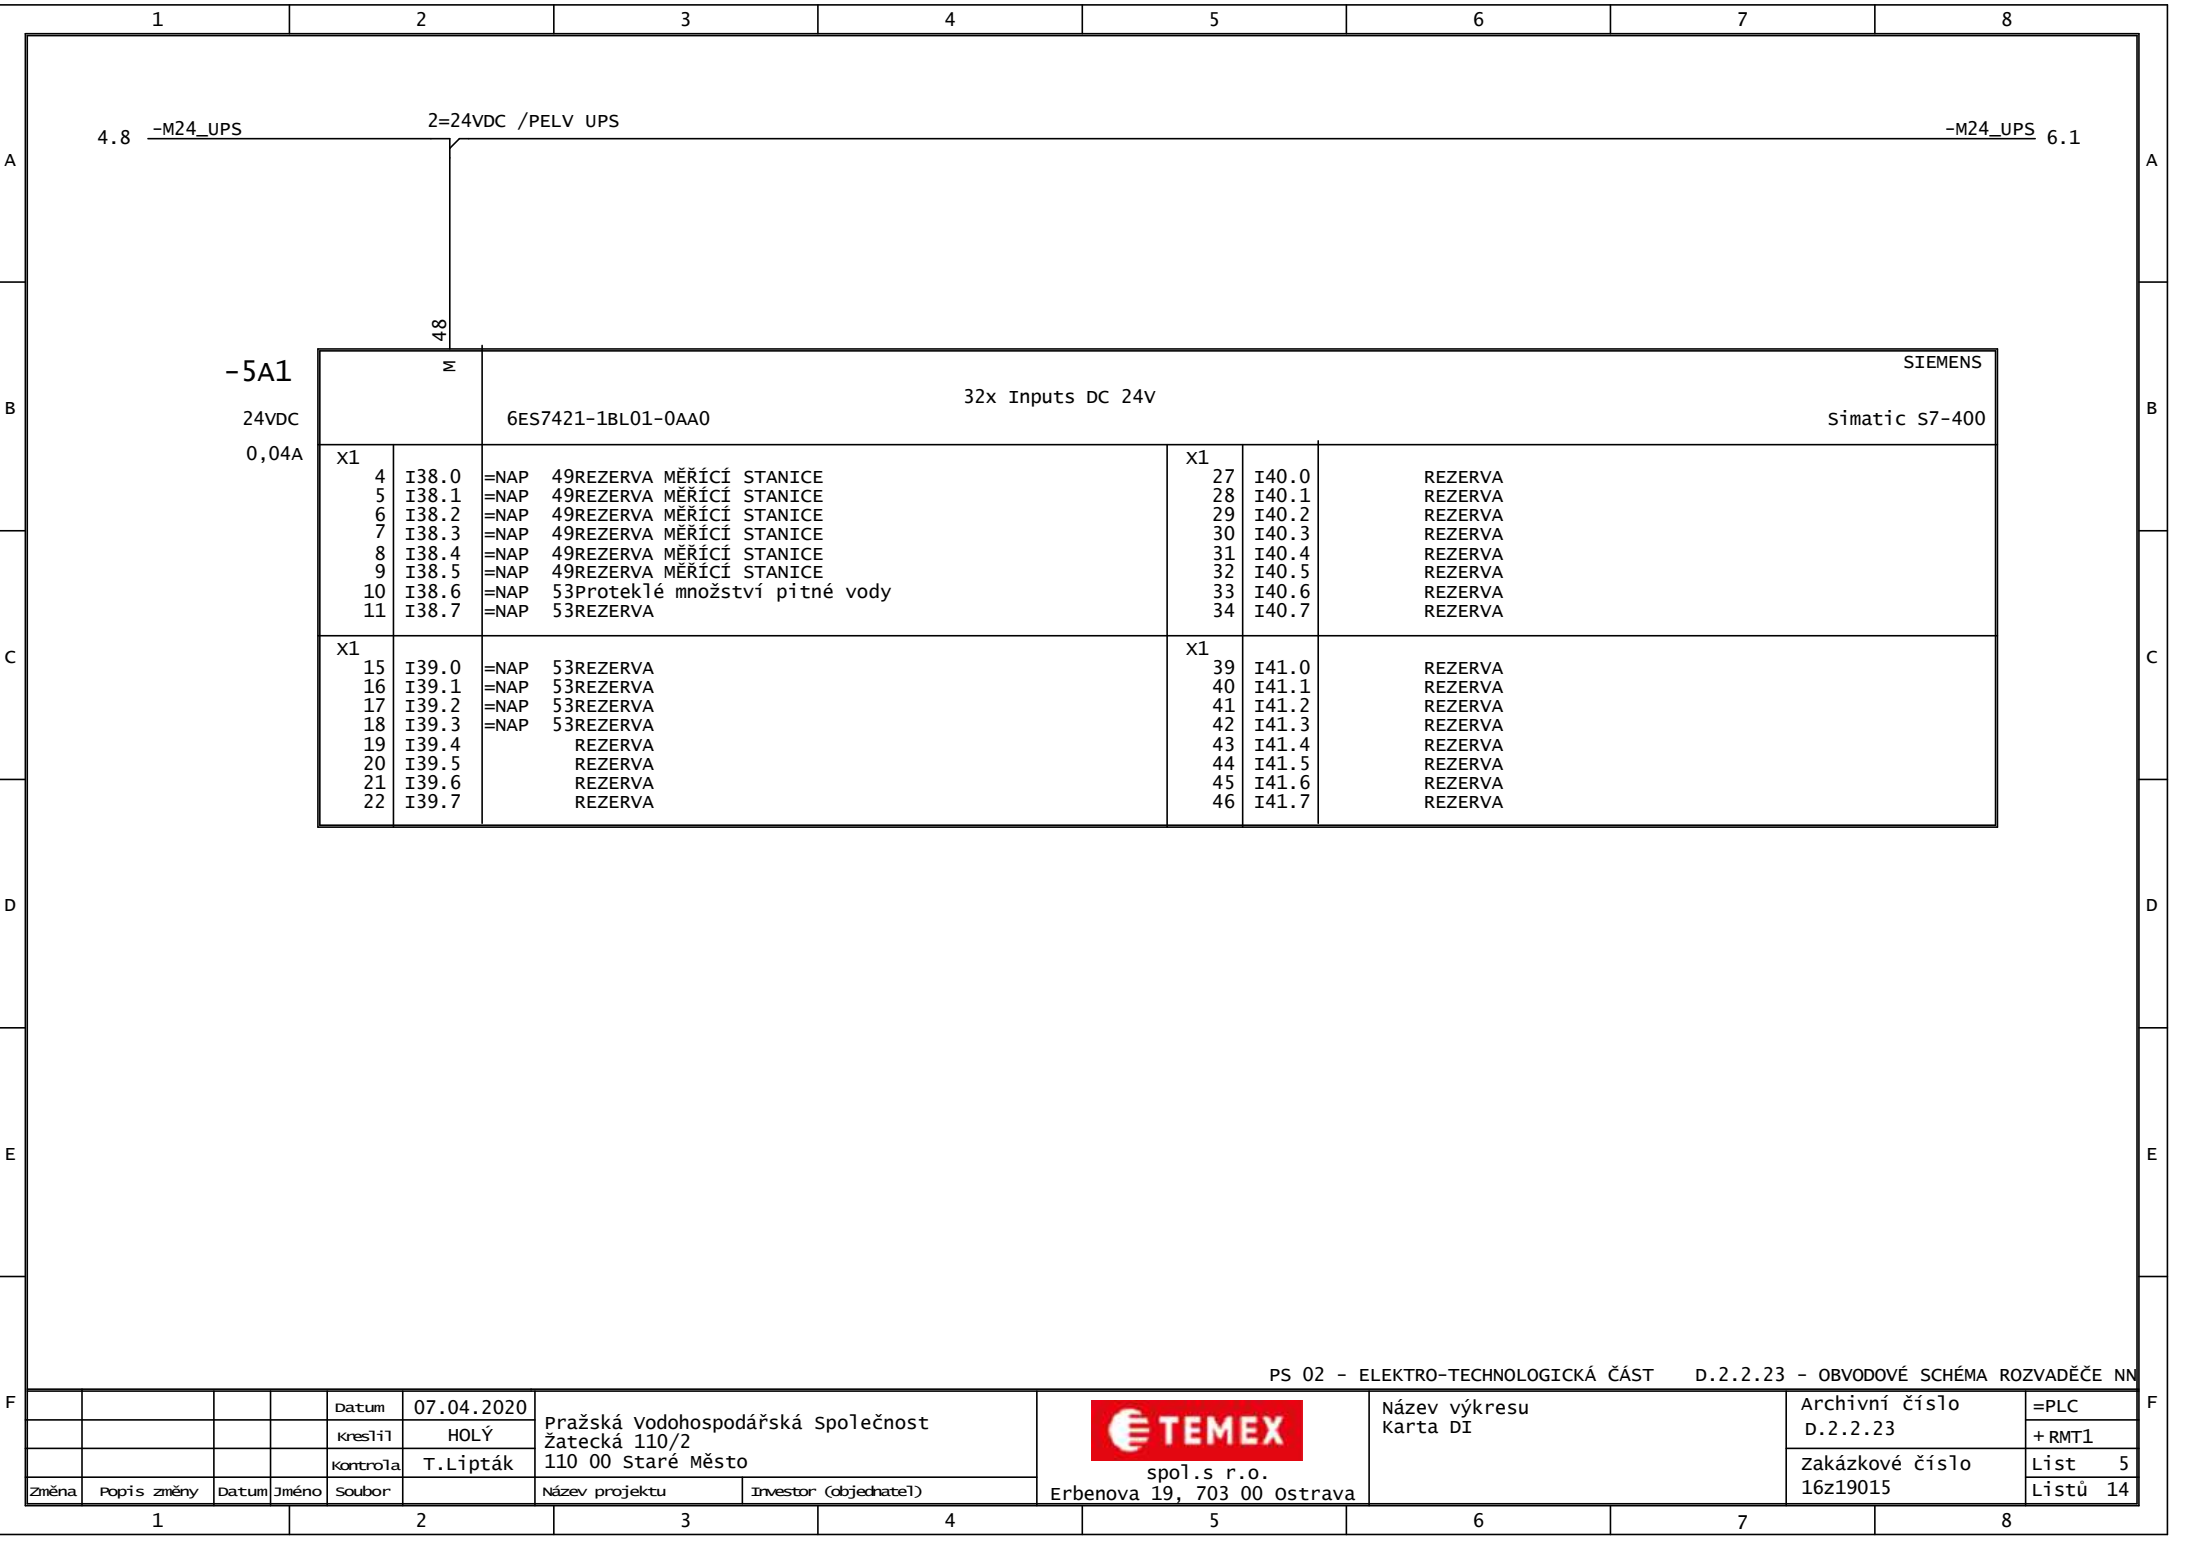 1 2 3 4 5 6 7 8
4.8 -M24_UPS 2=24VDC /PELV UPS -M24_UPS 6.1
A A
48
-5A1 M SIEMENS
32x Inputs DC 24V
B 24VDC 6ES7421-1BL01-0AA0 Simatic S7-400 B
0,04A
X1 X1
4 I38.0 =NAP 49REZERVA MĚŘÍCÍ STANICE 27 I40.0 REZERVA
5 I38.1 =NAP 49REZERVA MĚŘÍCÍ STANICE 28 I40.1 REZERVA
6 I38.2 =NAP 49REZERVA MĚŘÍCÍ STANICE 29 I40.2 REZERVA
7 I38.3 =NAP 49REZERVA MĚŘÍCÍ STANICE 30 I40.3 REZERVA
8 I38.4 =NAP 49REZERVA MĚŘÍCÍ STANICE 31 I40.4 REZERVA
9 I38.5 =NAP 49REZERVA MĚŘÍCÍ STANICE 32 I40.5 REZERVA
10 I38.6 =NAP 53Proteklé množství pitné vody 33 I40.6 REZERVA
11 I38.7 =NAP 53REZERVA 34 I40.7 REZERVA
C X1 X1 C
15 I39.0 =NAP 53REZERVA 39 I41.0 REZERVA
16 I39.1 =NAP 53REZERVA 40 I41.1 REZERVA
17 I39.2 =NAP 53REZERVA 41 I41.2 REZERVA
18 I39.3 =NAP 53REZERVA 42 I41.3 REZERVA
19 I39.4 REZERVA 43 I41.4 REZERVA
20 I39.5 REZERVA 44 I41.5 REZERVA
21 I39.6 REZERVA 45 I41.6 REZERVA
22 I39.7 REZERVA 46 I41.7 REZERVA
D D
E E
PS 02 - ELEKTRO-TECHNOLOGICKÁ ČÁST D.2.2.23 - OBVODOVÉ SCHÉMA ROZVADĚČE NN
F F
Datum 07.04.2020
Kreslil HOLÝ
Kontrola T.Lipták
Změna Popis změny Datum Jméno Soubor
Pražská Vodohospodářská Společnost
Žatecká 110/2
110 00 Staré Město
Název projektu Investor (objednatel)
TEMEX
spol.s r.o.
Erbenova 19, 703 00 Ostrava
Název výkresu
Karta DI
Archivní číslo
D.2.2.23
Zakázkové číslo
16z19015
=PLC
+ RMT1
List 5
Listů 14
1 2 3 4 5 6 7 8